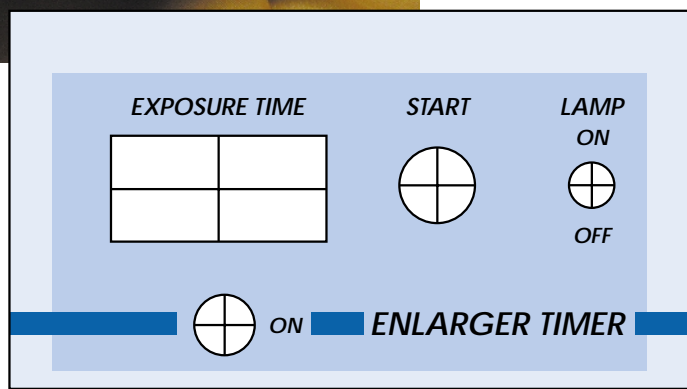 EXPOSURE TIME
START
LAMP
ON
OFF
ON
ENLARGER TIMER